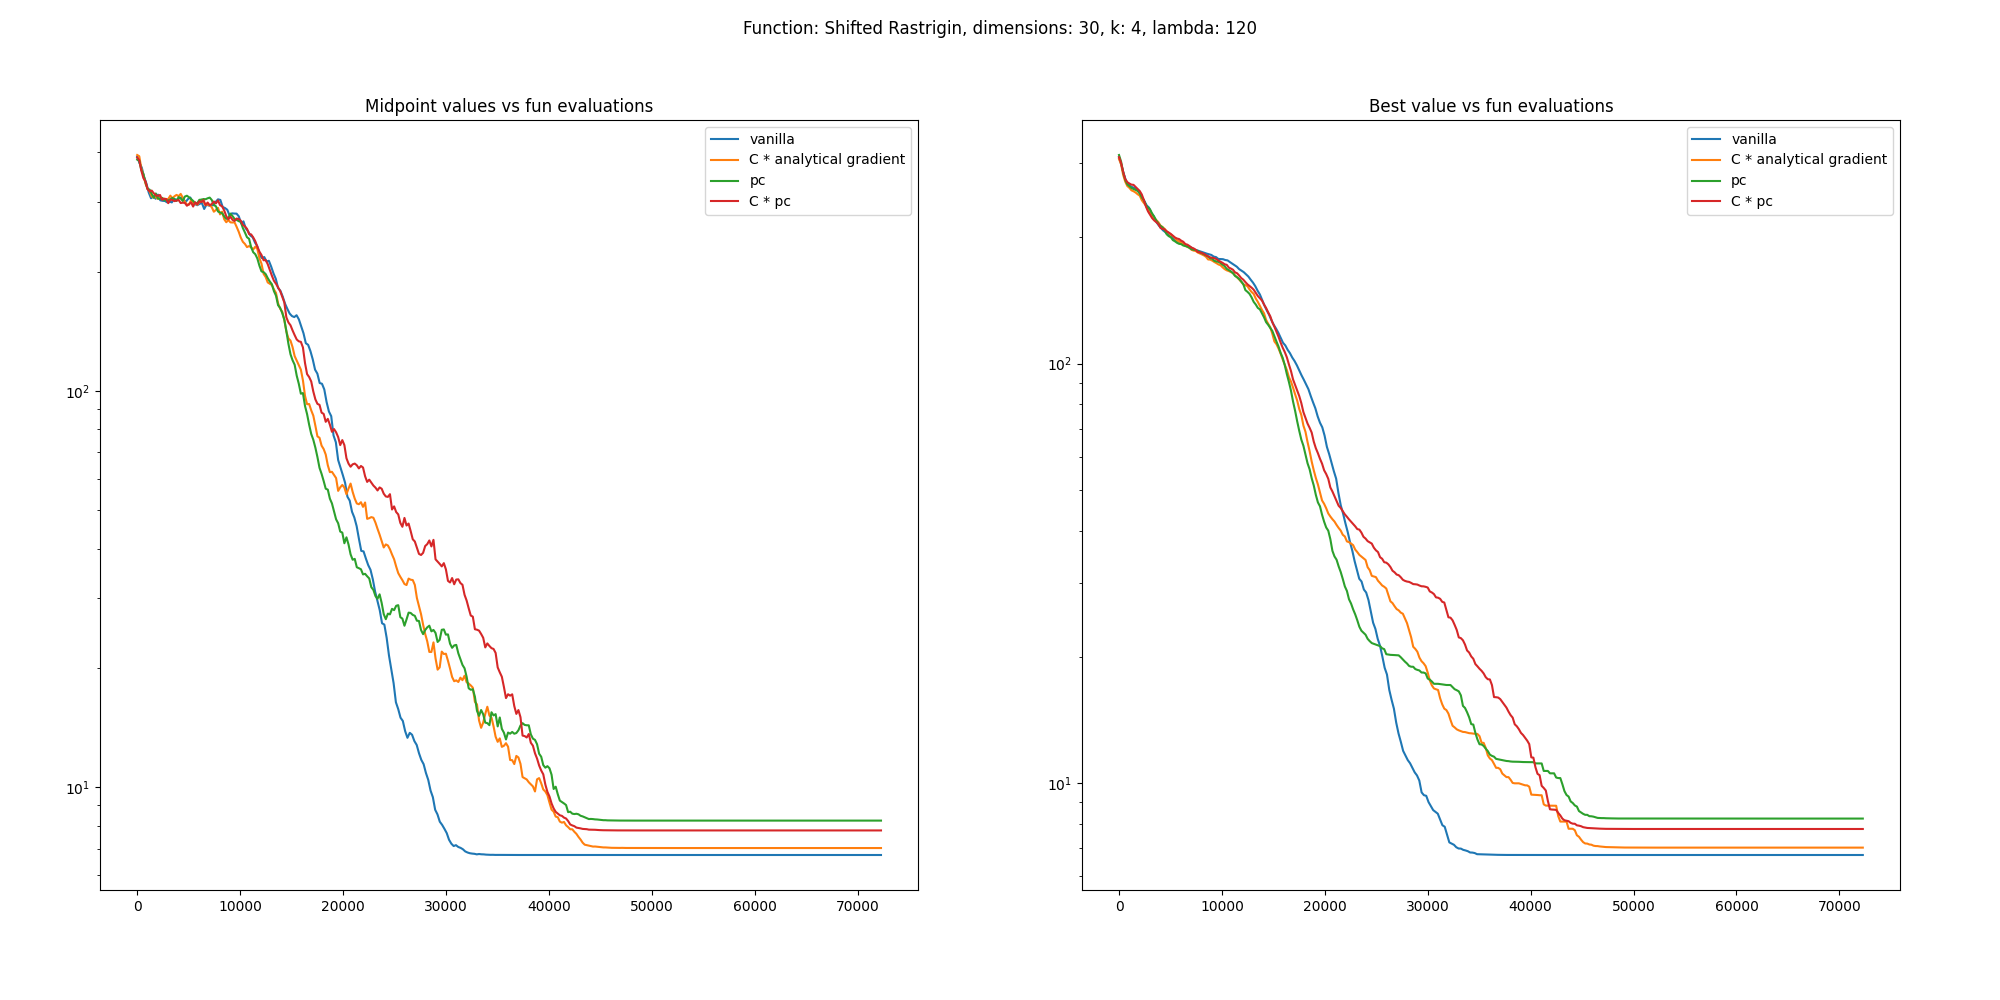 Function: Shifted Rastrigin, dimensions: 30, k: 4, lambda: 120
Midpoint values vs fun evaluations
vanilla
C * analytical gradient
pc
C * pc
10²
10¹
0 10000 20000 30000 40000 50000 60000 70000
Best value vs fun evaluations
vanilla
C * analytical gradient
pc
C * pc
10²
10¹
0 10000 20000 30000 40000 50000 60000 70000